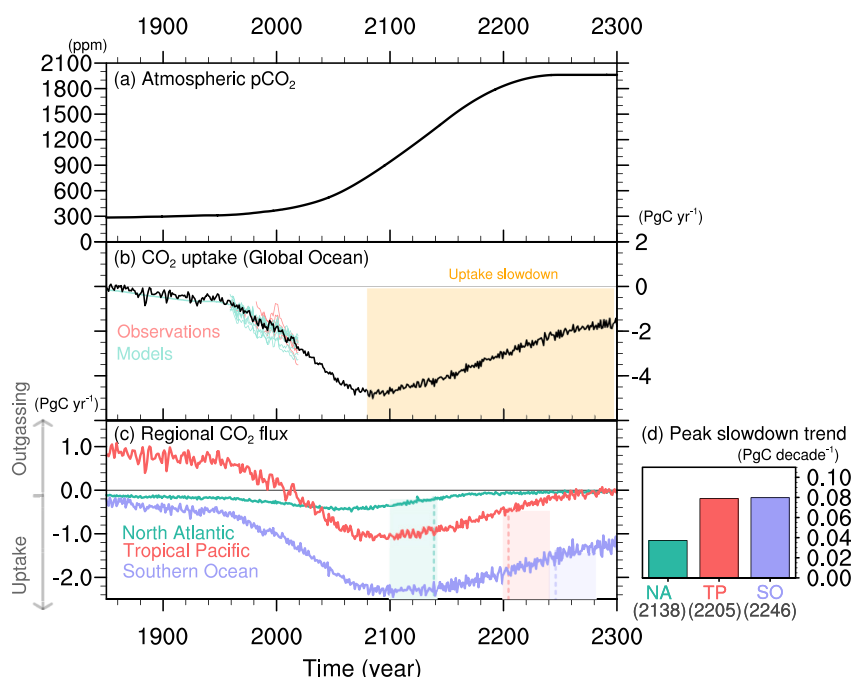 1900 2000 2100 2200 2300
(ppm)
2100
1800
1500
1200
900
600
300
0
(a) Atmospheric pCO₂
(PgC yr⁻¹)
2
0
-2
-4
(b) CO₂ uptake (Global Ocean)
Uptake slowdown
Observations
Models
(PgC yr⁻¹)
Outgassing
Uptake
1.0
0.0
-1.0
-2.0
(c) Regional CO₂ flux
North Atlantic
Tropical Pacific
Southern Ocean
1900 2000 2100 2200 2300
Time (year)
(d) Peak slowdown trend
(PgC decade⁻¹)
0.10
0.08
0.06
0.04
0.02
0.00
NA TP SO
(2138) (2205) (2246)